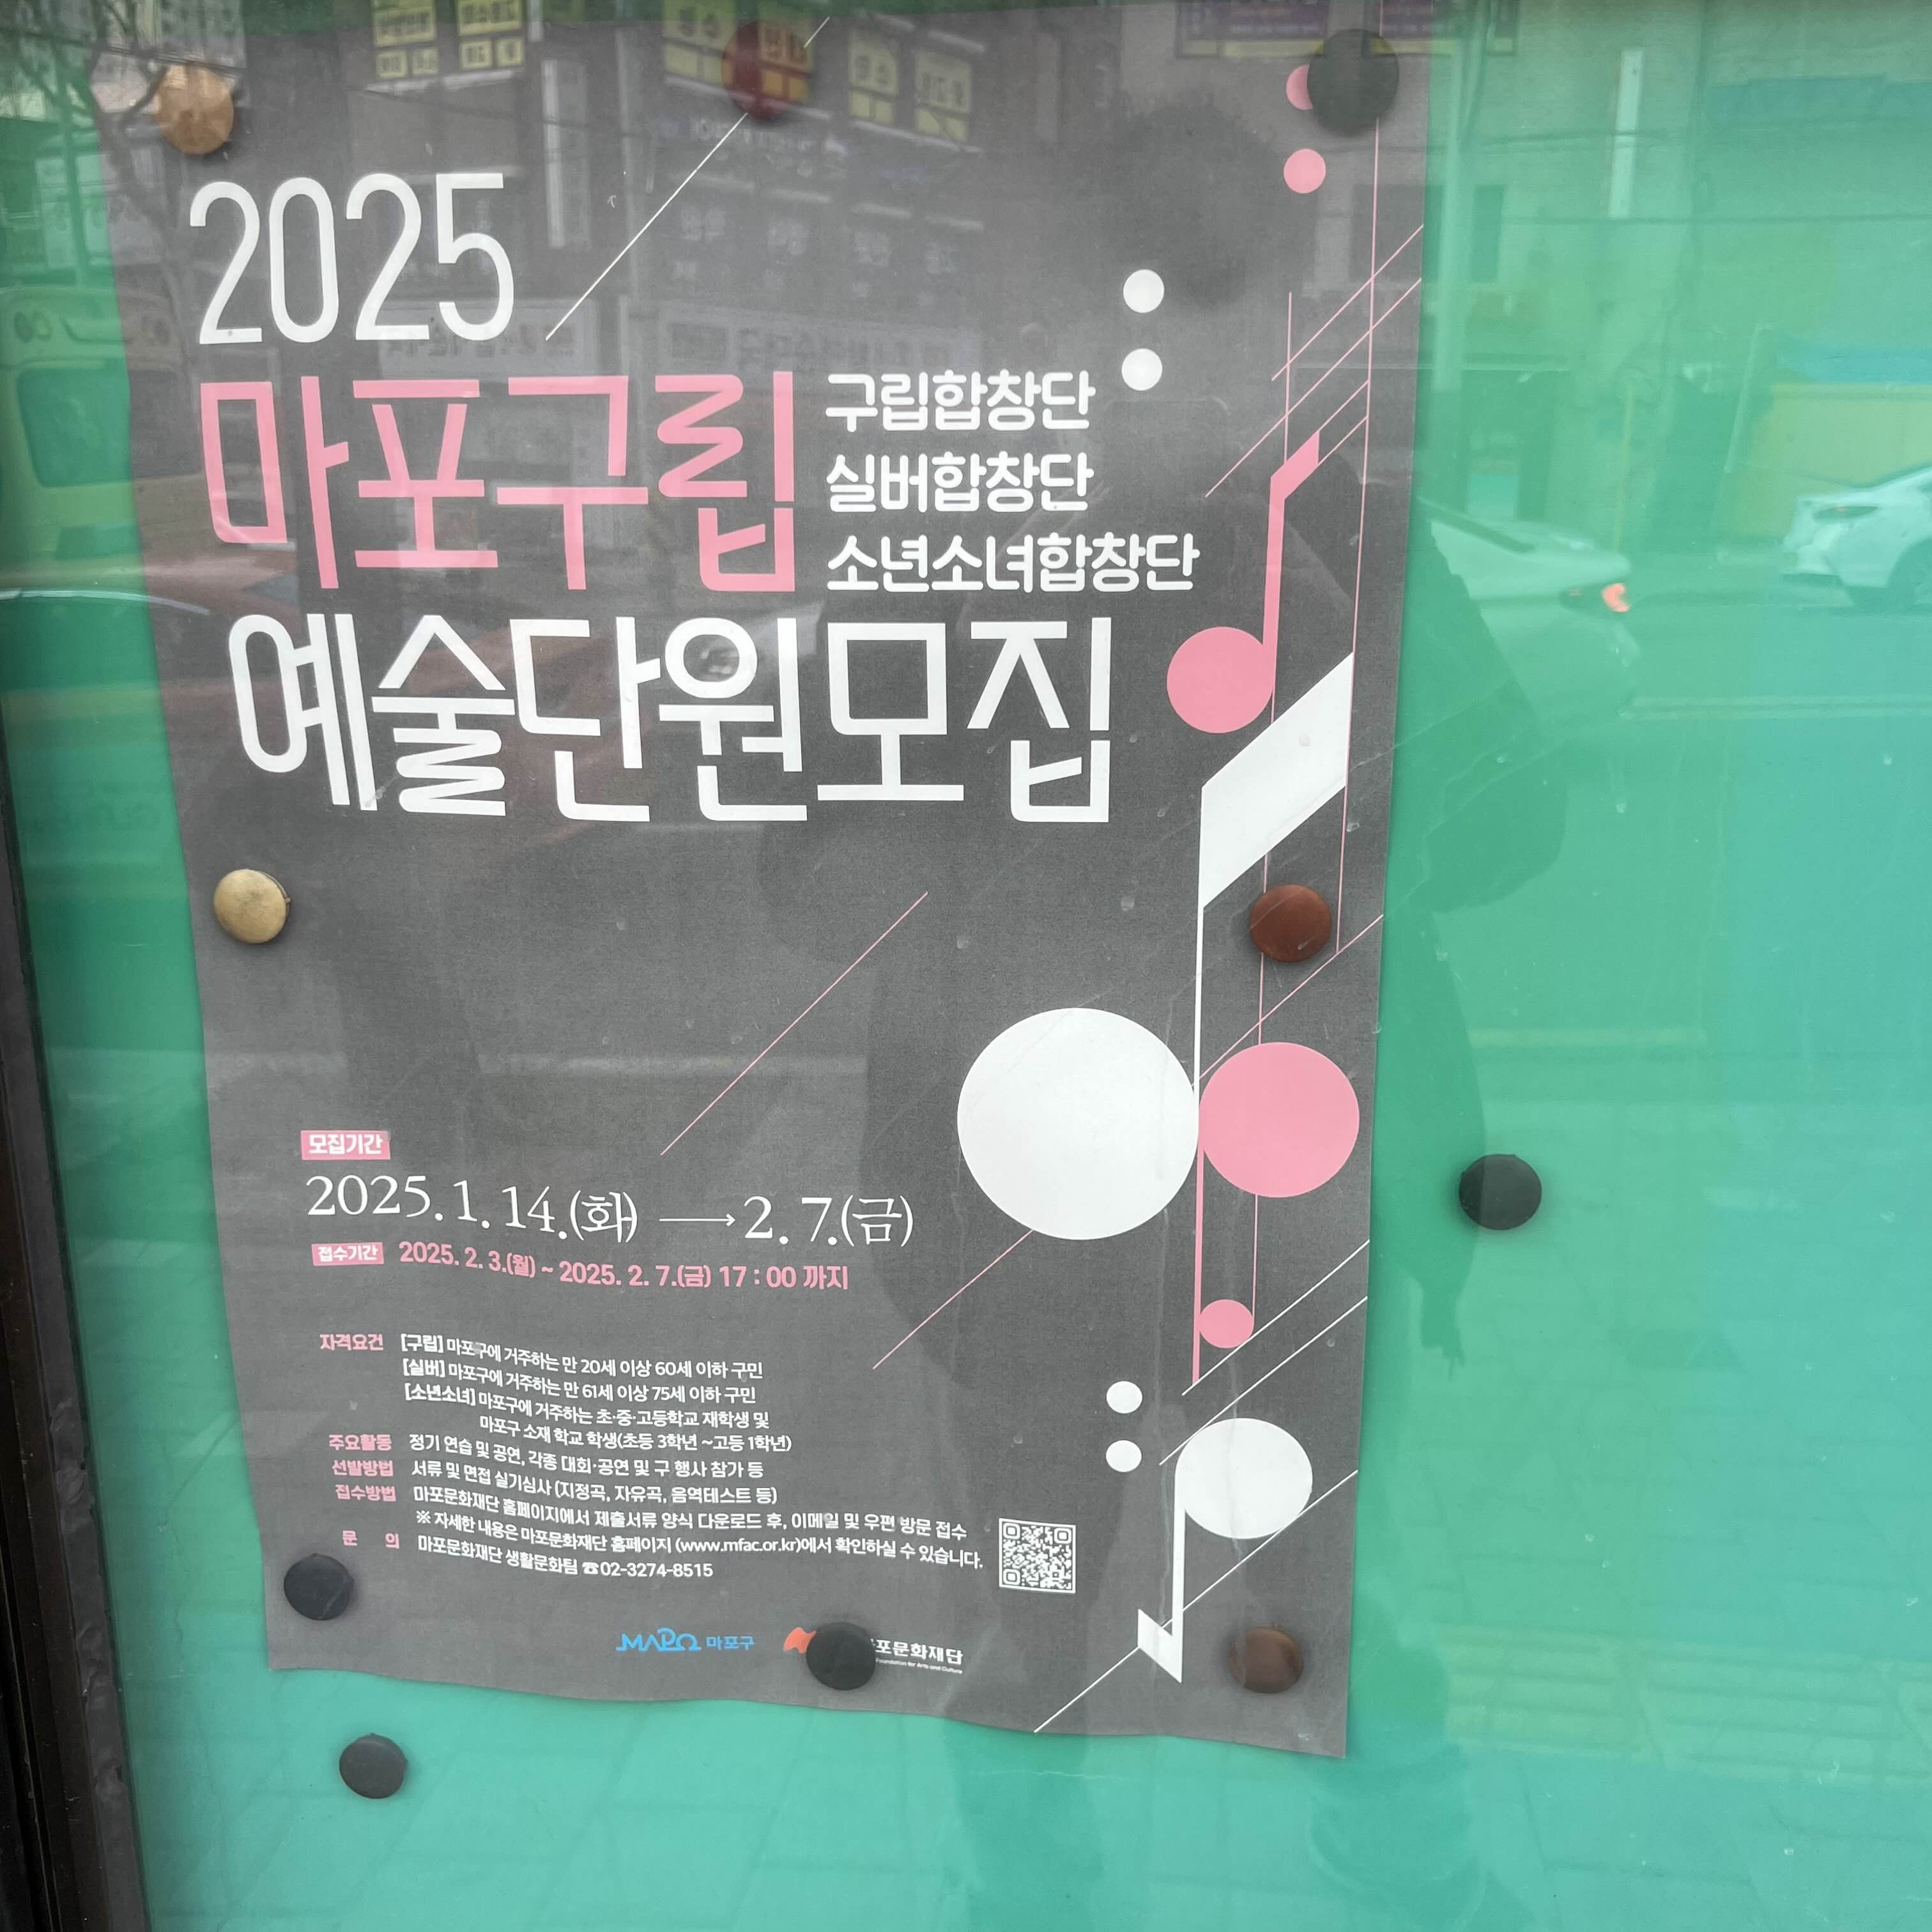 2025
마포구립
구립합창단
실버합창단
소년소녀합창단
예술단원모집
모집기간
2025. 1. 14.(화) → 2. 7.(금)
접수기간 2025. 2. 3.(월) ~ 2025. 2. 7.(금) 17 : 00 까지
자격요건 [구립] 마포구에 거주하는 만 20세 이상 60세 이하 구민
[실버] 마포구에 거주하는 만 61세 이상 75세 이하 구민
[소년소녀] 마포구에 거주하는 초·중·고등학교 재학생 및
마포구 소재 학교 학생(초등 3학년 ~고등 1학년)
주요활동 정기 연습 및 공연, 각종 대회·공연 및 구 행사 참가 등
선발방법 서류 및 면접 실기심사 (지정곡, 자유곡, 음역테스트 등)
접수방법 마포문화재단 홈페이지에서 제출서류 양식 다운로드 후, 이메일 및 우편 방문 접수
※ 자세한 내용은 마포문화재단 홈페이지 (www.mfac.or.kr)에서 확인하실 수 있습니다.
문 의 마포문화재단 생활문화팀 ☎02-3274-8515
MAPO 마포구
포문화재단
Foundation for Arts and Culture